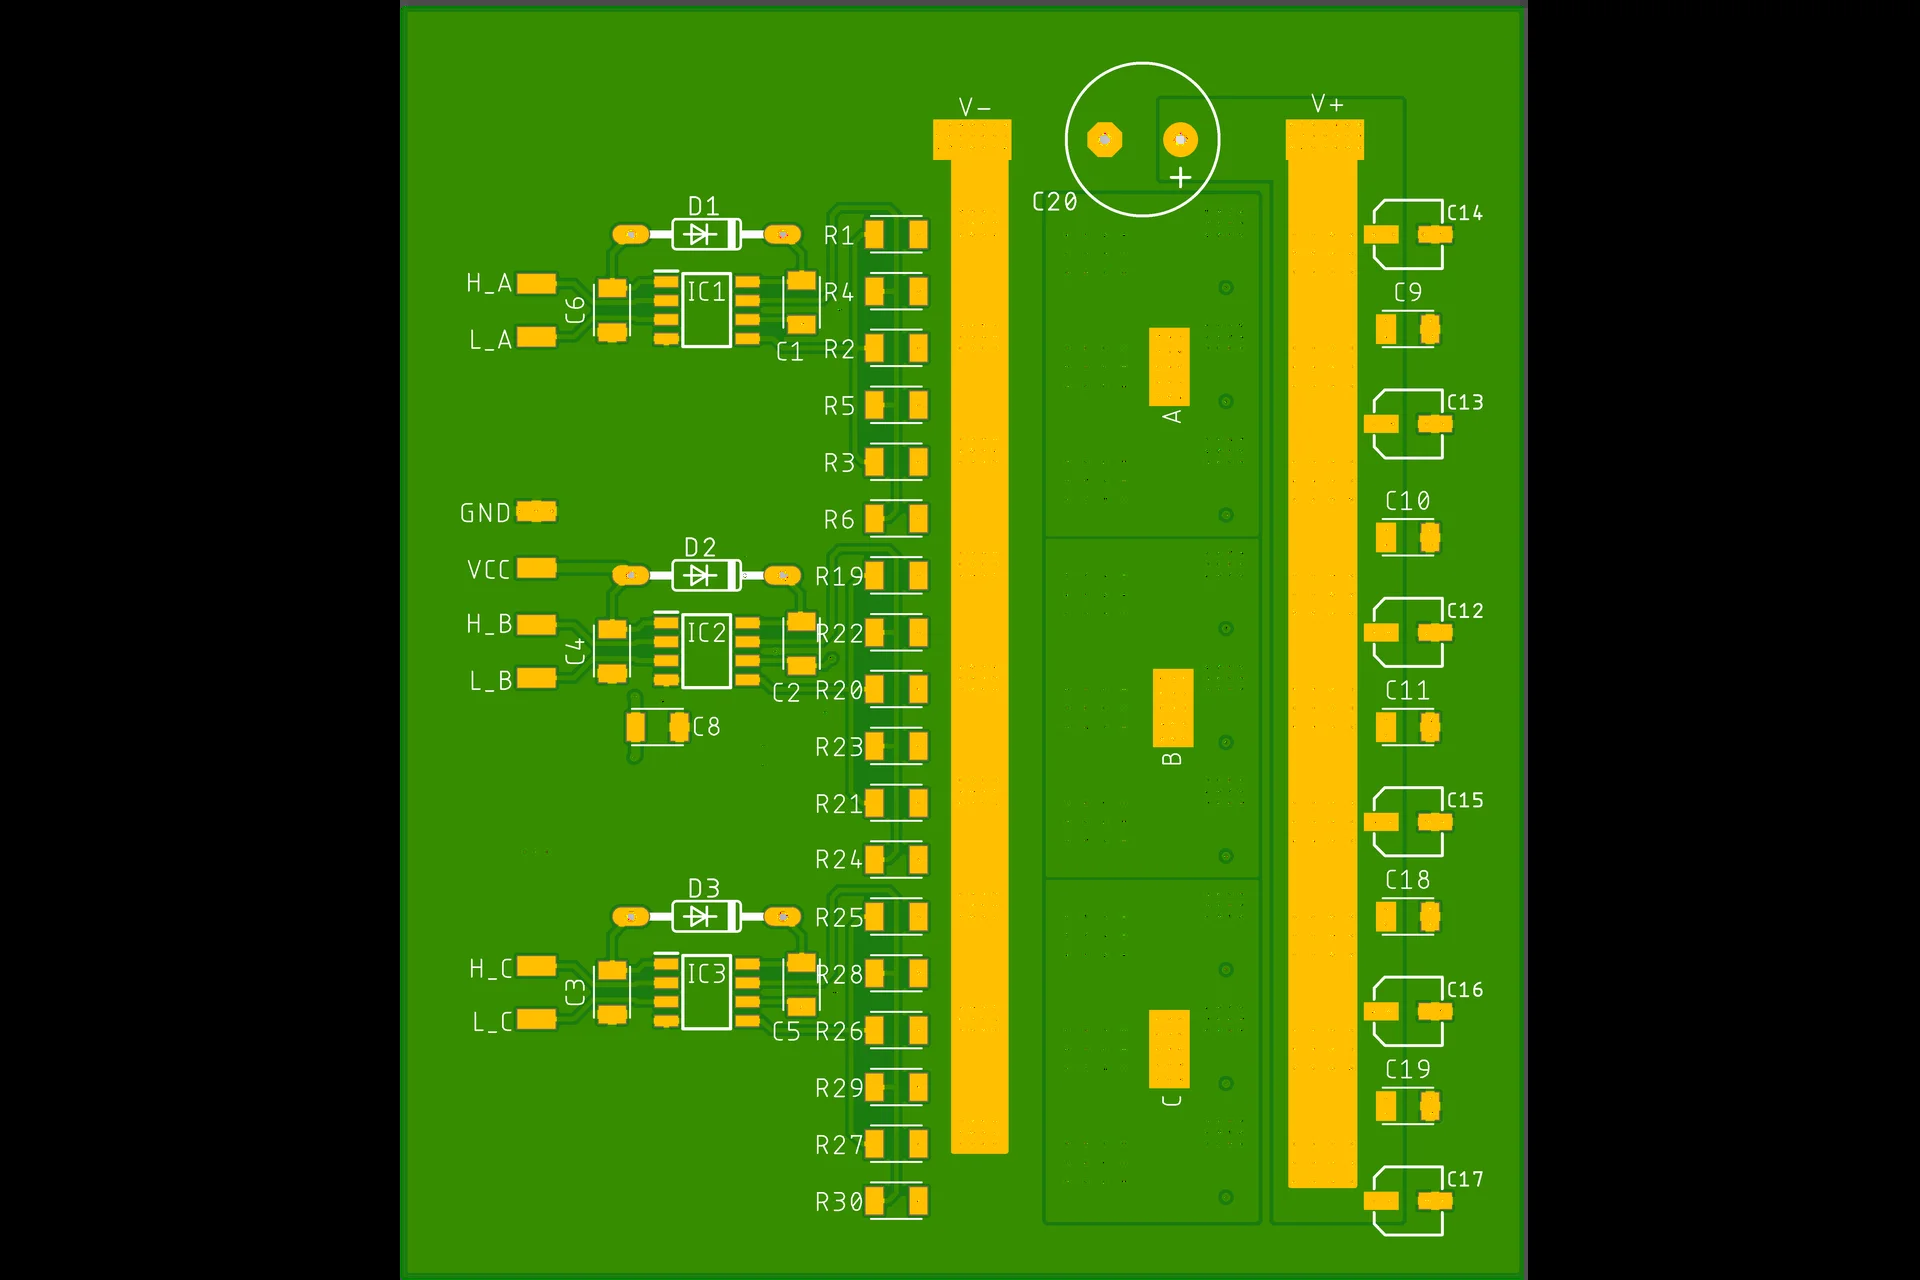 V-
V+
+
C20
D1
R1
C14
H_A
C6
IC1
R4
C9
L_A
C1
R2
R5
C13
A
R3
GND
R6
C10
D2
VCC
R19
H_B
C4
IC2
R22
C12
L_B
C2
R20
C11
C8
R23
B
R21
C15
R24
C18
D3
R25
H_C
C3
IC3
R28
C16
L_C
C5
R26
C19
R29
C
R27
C17
R30